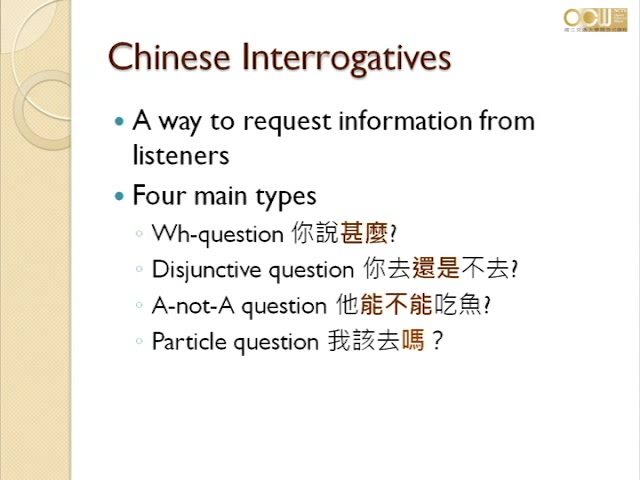 Chinese Interrogatives
A way to request information from
listeners
Four main types
Wh-question 你說甚麼?
Disjunctive question 你去還是不去?
A-not-A question 他能不能吃魚?
Particle question 我該去嗎？